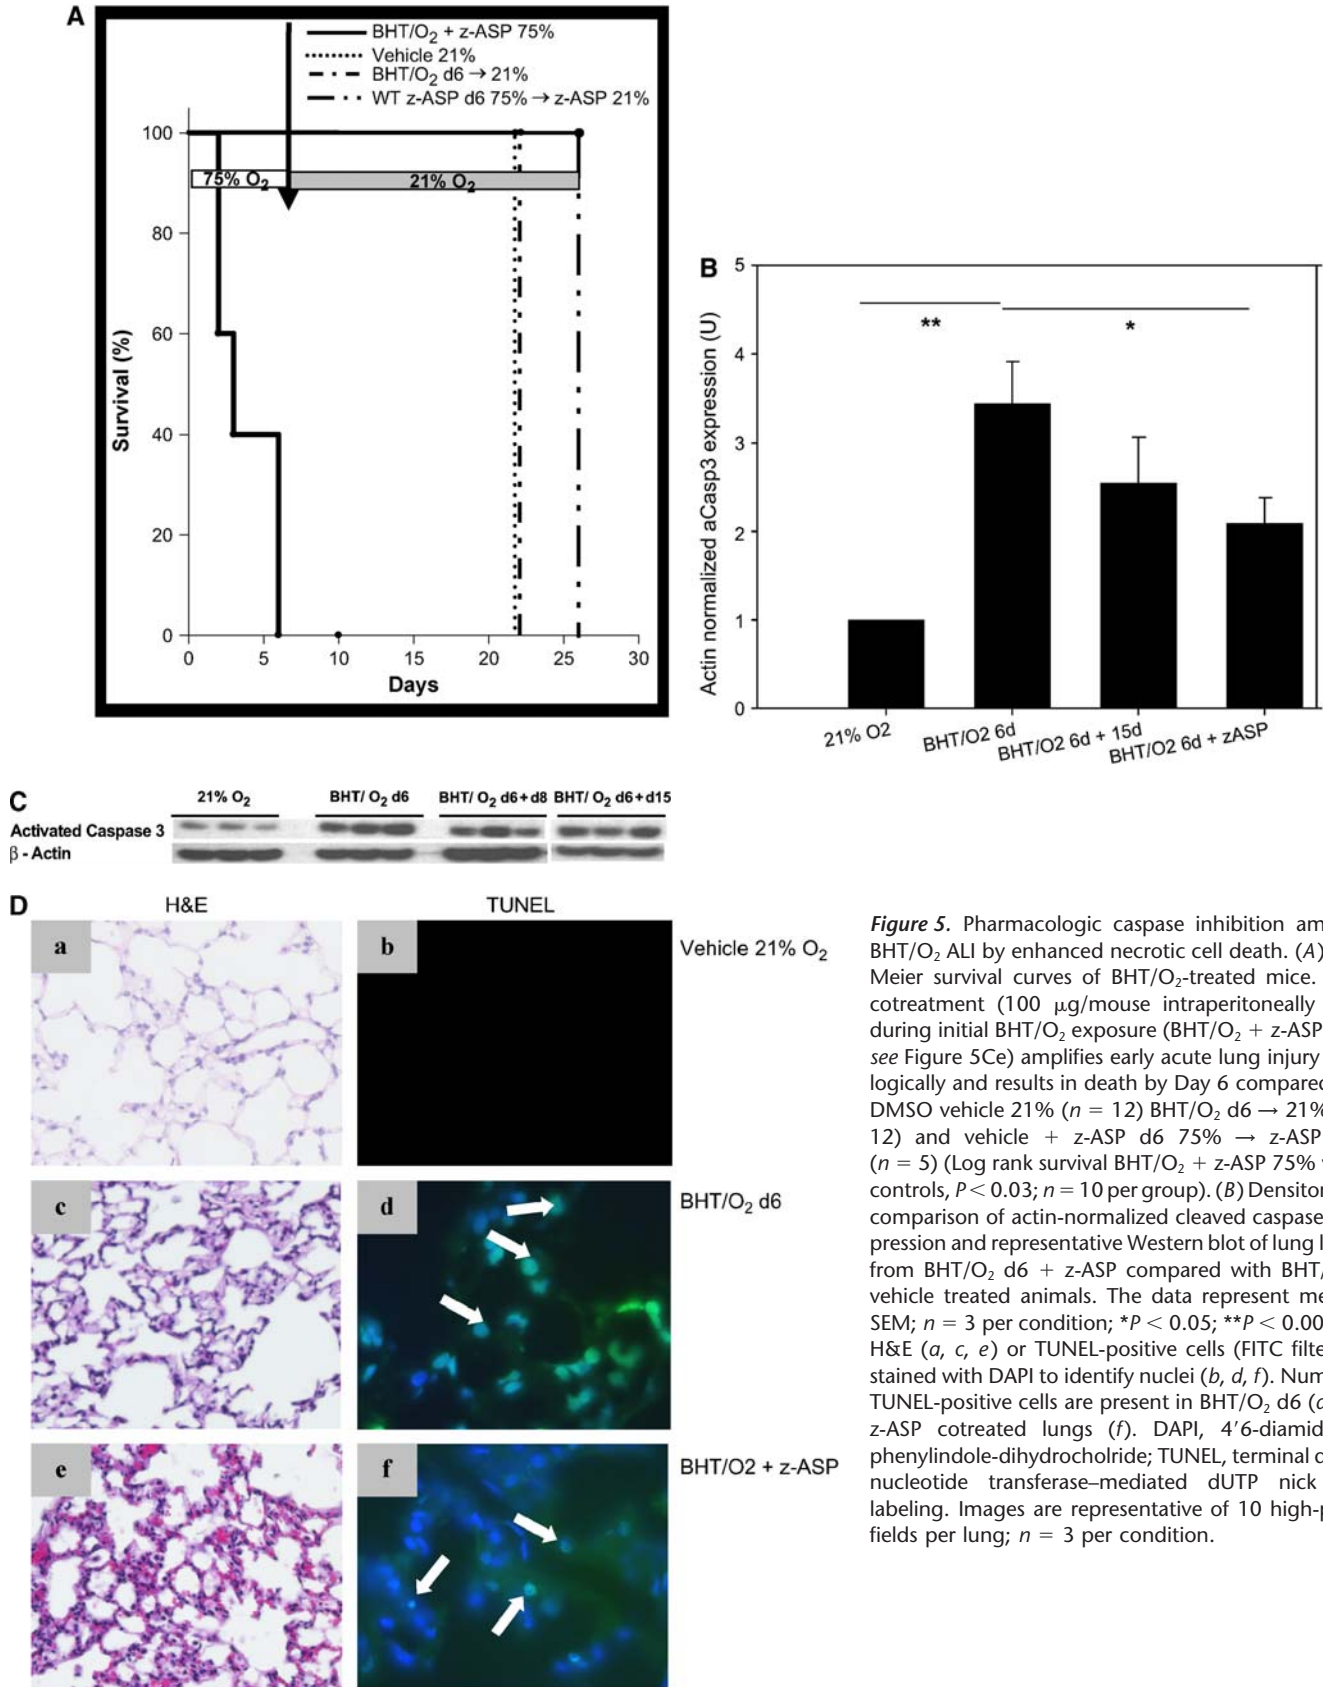 A
BHT/O2 + z-ASP 75%
Vehicle 21%
BHT/O2 d6 → 21%
WT z-ASP d6 75% → z-ASP 21%
100
80
60
40
20
0
Survival (%)
75% O2
21% O2
0 5 10 15 20 25 30
Days
B
5
4
3
2
1
0
Actin normalized aCasp3 expression (U)
**
*
21% O2
BHT/O2 6d
BHT/O2 6d + 15d
BHT/O2 6d + zASP
C
21% O2 BHT/ O2 d6 BHT/ O2 d6+d8 BHT/ O2 d6+d15
Activated Caspase 3
β - Actin
D
H&E TUNEL
a b Vehicle 21% O2
c d BHT/O2 d6
e f BHT/O2 + z-ASP
Figure 5. Pharmacologic caspase inhibition am
BHT/O2 ALI by enhanced necrotic cell death. (A)
Meier survival curves of BHT/O2-treated mice.
cotreatment (100 μg/mouse intraperitoneally
during initial BHT/O2 exposure (BHT/O2 + z-ASP
see Figure 5Ce) amplifies early acute lung injury
logically and results in death by Day 6 compared
DMSO vehicle 21% (n = 12) BHT/O2 d6 → 21%
12) and vehicle + z-ASP d6 75% → z-ASP
(n = 5) (Log rank survival BHT/O2 + z-ASP 75% v
controls, P < 0.03; n = 10 per group). (B) Densitor
comparison of actin-normalized cleaved caspase
pression and representative Western blot of lung l
from BHT/O2 d6 + z-ASP compared with BHT/
vehicle treated animals. The data represent me
SEM; n = 3 per condition; *P < 0.05; **P < 0.00
H&E (a, c, e) or TUNEL-positive cells (FITC filte
stained with DAPI to identify nuclei (b, d, f). Num
TUNEL-positive cells are present in BHT/O2 d6 (
z-ASP cotreated lungs (f). DAPI, 4′6-diamid
phenylindole-dihydrocholride; TUNEL, terminal d
nucleotide transferase–mediated dUTP nick
labeling. Images are representative of 10 high-p
fields per lung; n = 3 per condition.